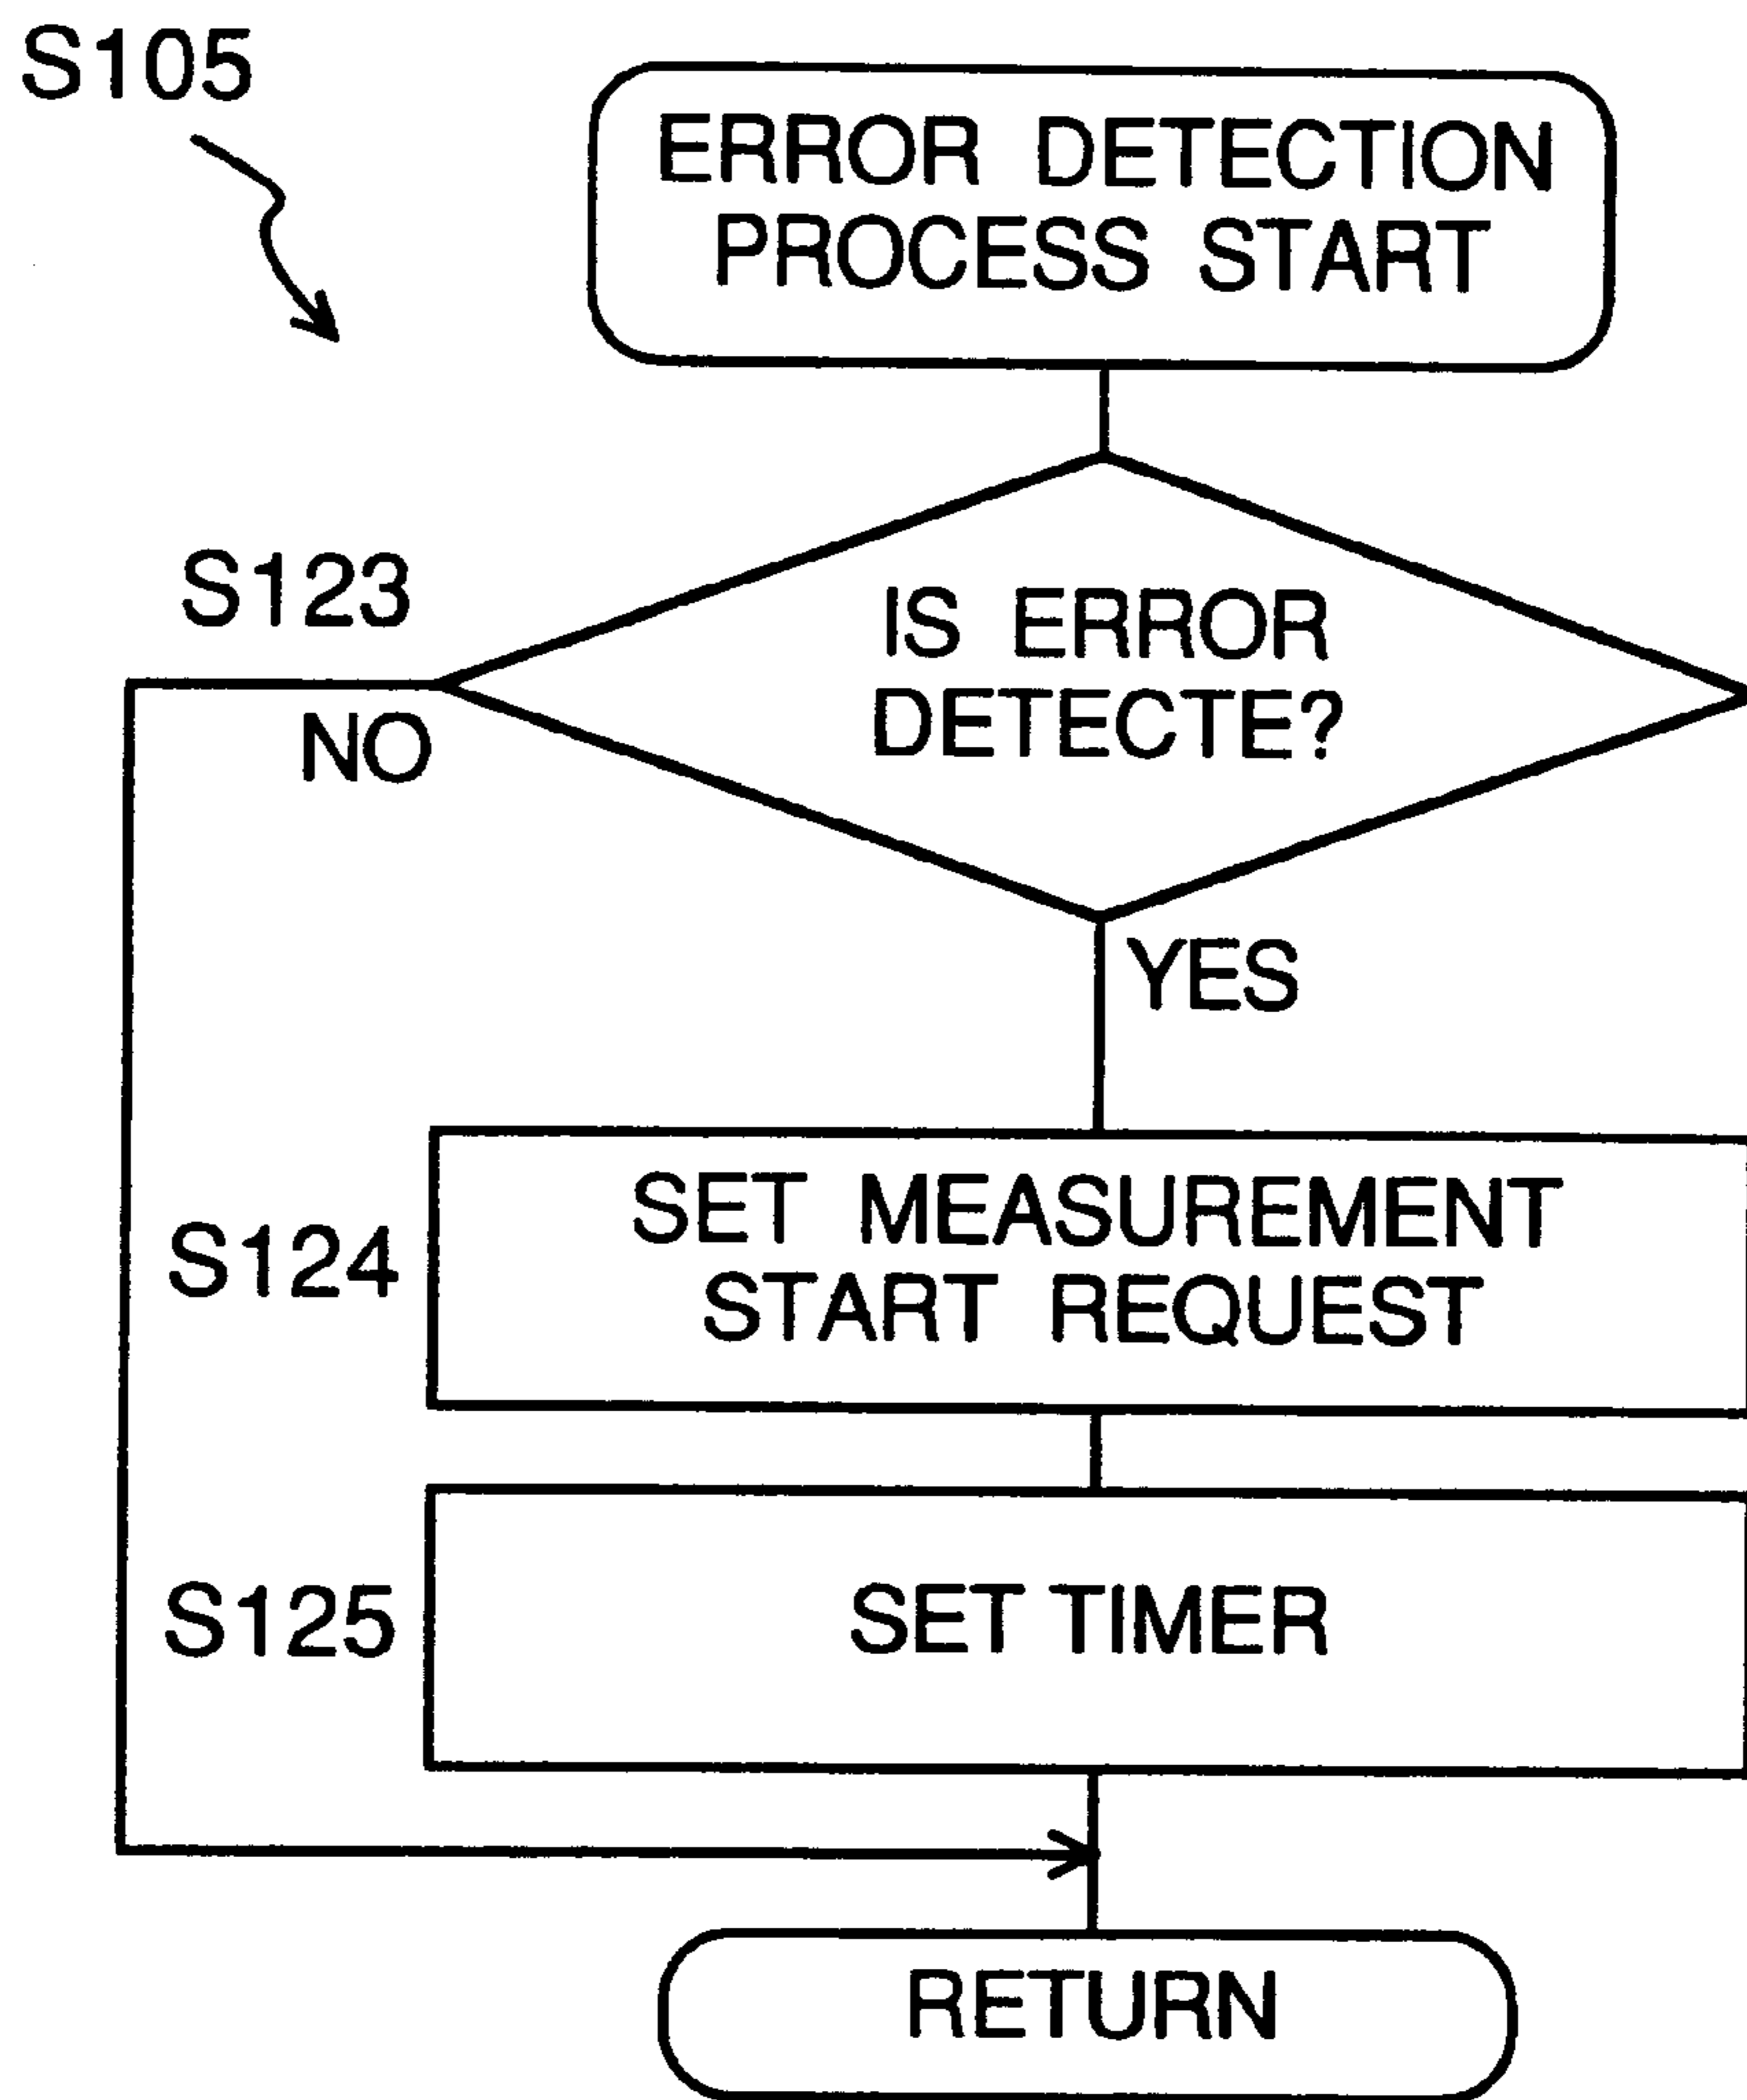 S105
ERROR DETECTION
PROCESS START
S123
IS ERROR
DETECTE?
NO
YES
S124
SET MEASUREMENT
START REQUEST
S125
SET TIMER
RETURN